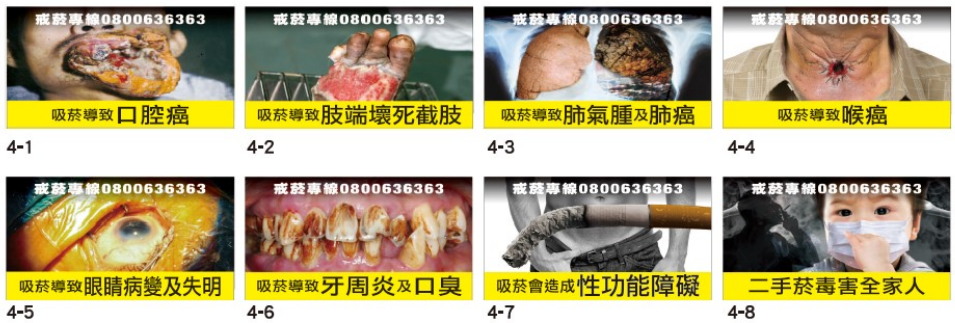 戒菸專線0800636363
吸菸導致口腔癌
4-1
戒菸專線0800636363
吸菸導致肢端壞死截肢
4-2
戒菸專線0800636363
吸菸導致肺氣腫及肺癌
4-3
戒菸專線0800636363
吸菸導致喉癌
4-4
戒菸專線0800636363
吸菸導致眼睛病變及失明
4-5
戒菸專線0800636363
吸菸導致牙周炎及口臭
4-6
戒菸專線0800636363
吸菸會造成性功能障礙
4-7
戒菸專線0800636363
二手菸毒害全家人
4-8